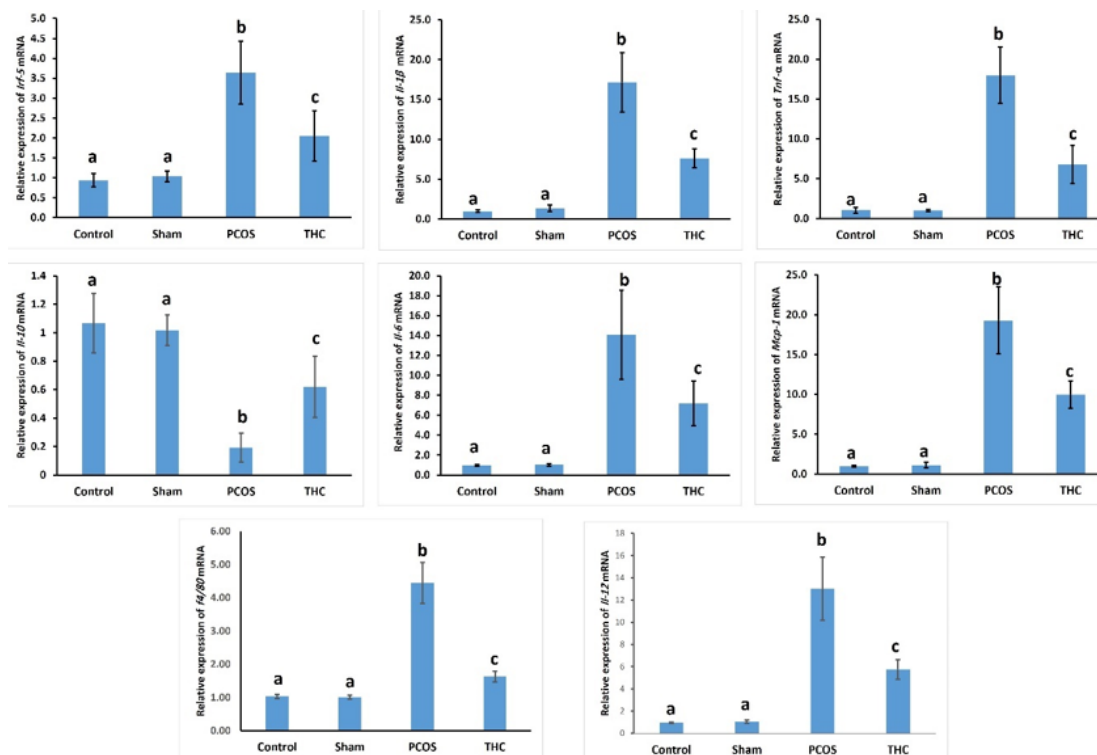 Relative expression of Irf-5 mRNA
5.0
4.5
4.0
3.5
3.0
2.5
2.0
1.5
1.0
0.5
0.0
a
a
b
c
Control Sham PCOS THC
Relative expression of Il-1β mRNA
25.0
20.0
15.0
10.0
5.0
0.0
a
a
b
c
Control Sham PCOS THC
Relative expression of Tnf-α mRNA
25.0
20.0
15.0
10.0
5.0
0.0
a
a
b
c
Control Sham PCOS THC
Relative expression of Il-10 mRNA
1.4
1.2
1
0.8
0.6
0.4
0.2
0
a
a
b
c
Control Sham PCOS THC
Relative expression of Il-6 mRNA
20.0
18.0
16.0
14.0
12.0
10.0
8.0
6.0
4.0
2.0
0.0
a
a
b
c
Control Sham PCOS THC
Relative expression of Mcp-1 mRNA
25.0
20.0
15.0
10.0
5.0
0.0
a
a
b
c
Control Sham PCOS THC
Relative expression of f4/80 mRNA
6.00
5.00
4.00
3.00
2.00
1.00
0.00
a
a
b
c
Control Sham PCOS THC
Relative expression of Il-12 mRNA
18
16
14
12
10
8
6
4
2
0
a
a
b
c
Control Sham PCOS THC